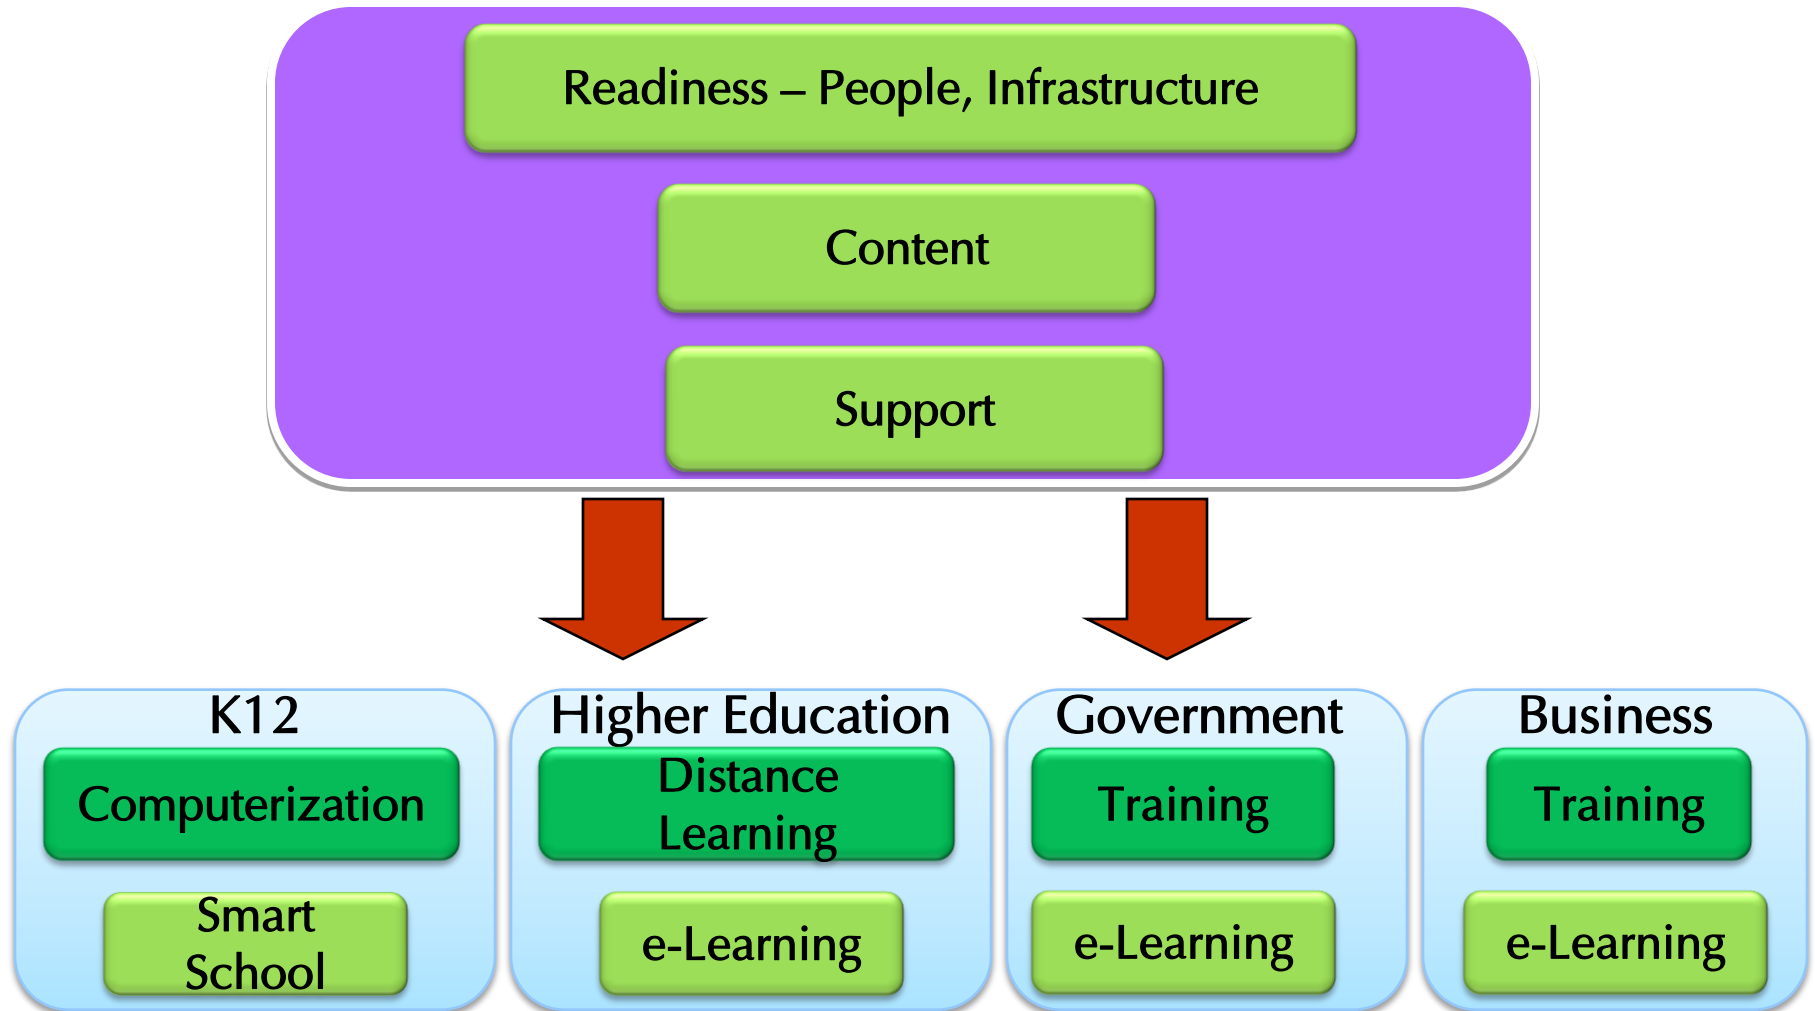 Readiness – People, Infrastructure
Content
Support
K12
Computerization
Smart
School
Higher Education
Distance
Learning
e-Learning
Government
Training
e-Learning
Business
Training
e-Learning